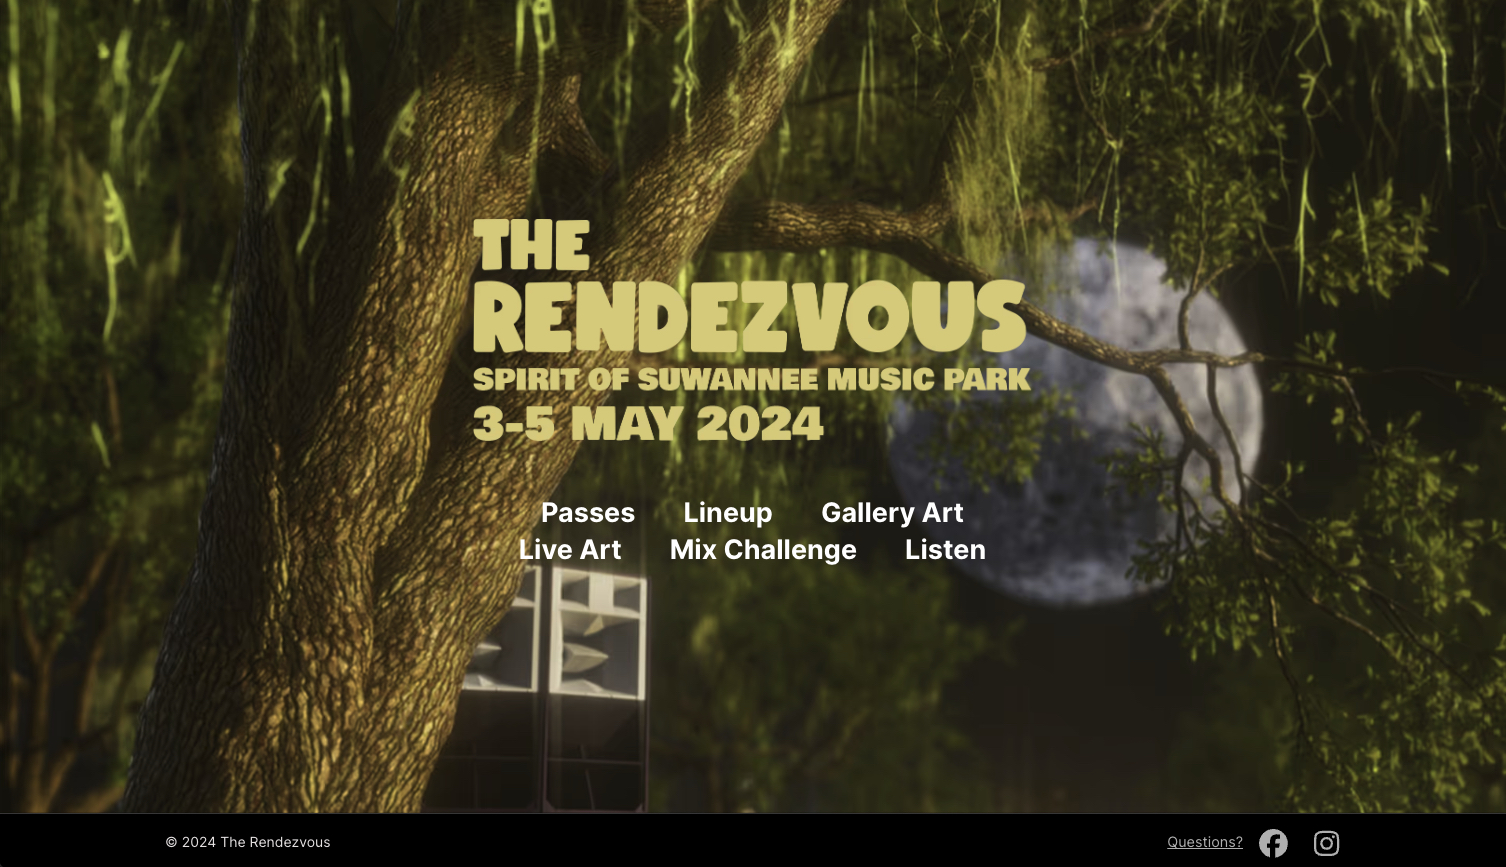 THE
RENDEZVOUS
SPIRIT OF SUWANNEE MUSIC PARK
3-5 MAY 2024
Passes Lineup Gallery Art
Live Art Mix Challenge Listen
© 2024 The Rendezvous Questions?